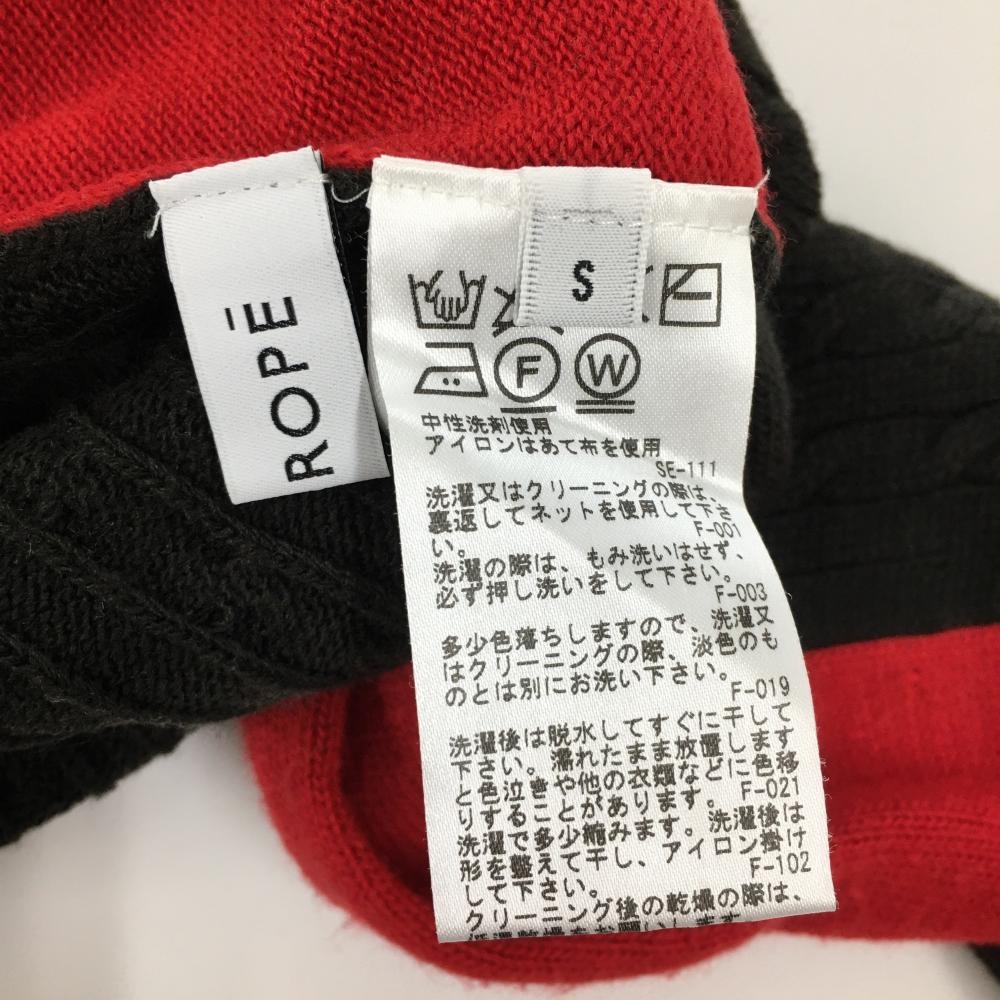 ROPÉ
S
F W
中性洗剤使用
アイロンはあて布を使用
SE-111
洗濯又はクリーニングの際は、
裏返してネットを使用して下さ
F-001
い。
洗濯の際は、もみ洗いはせず、
必ず押し洗いをして下さい。
F-003
多少色落ちしますので、洗濯又
はクリーニングの際、淡色のも
のとは別にお洗い下さい。
F-019
洗濯後は脱水してすぐに干して
下さい。濡れたまま放置します
と色泣きや他の衣類などに色移
りすることがあります。
F-021
洗濯で多少縮みます。洗濯後は
形を整えて干し、アイロン掛け
して下さい。
F-102
クリーニング後の乾燥の際は、